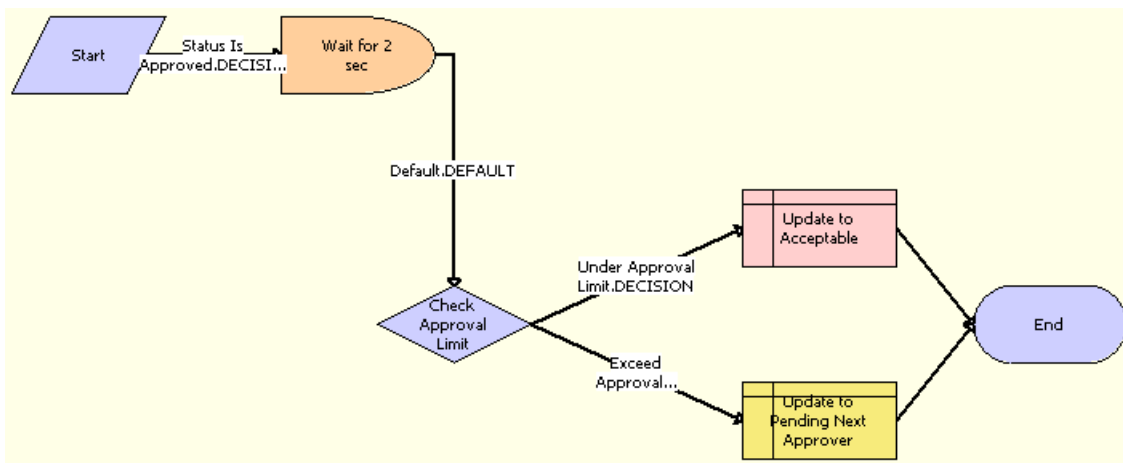 Start
Status Is
Approved.DECISI...
Wait for 2
sec
Default.DEFAULT
Check
Approval
Limit
Under Approval
Limit.DECISION
Update to
Acceptable
End
Exceed
Approval...
Update to
Pending Next
Approver